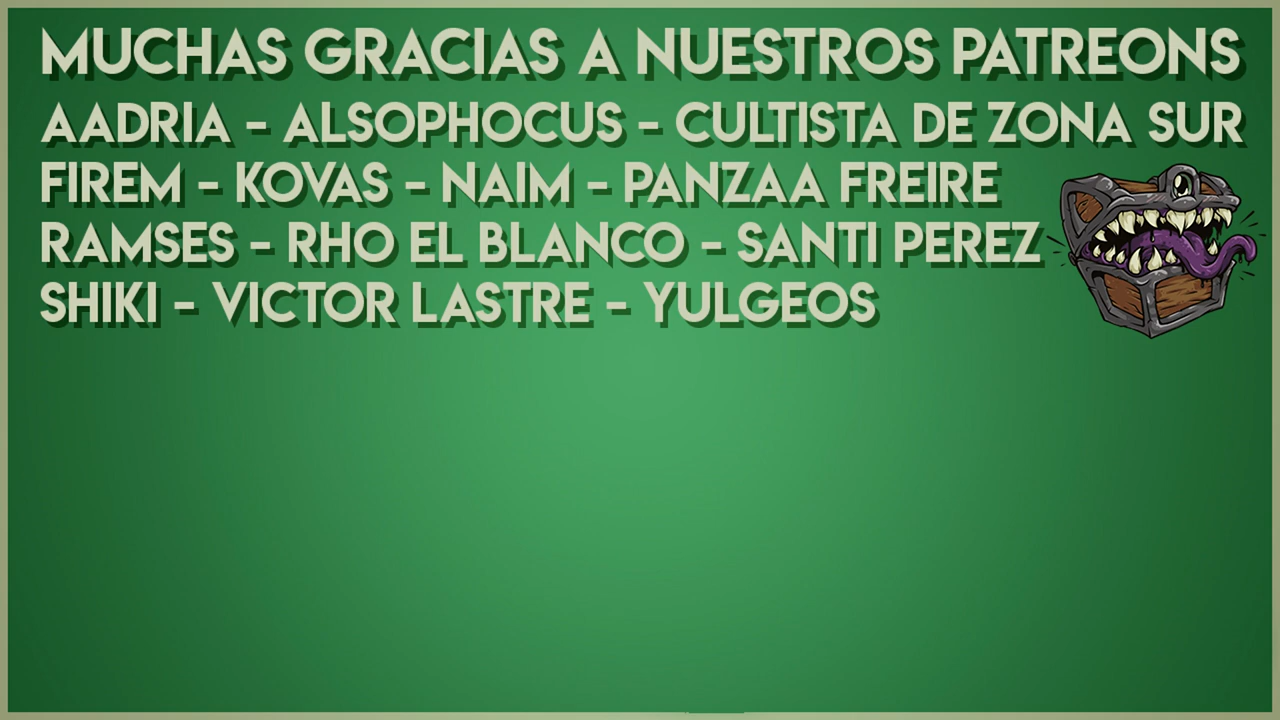 MUCHAS GRACIAS A NUESTROS PATREONS
AADRIA - ALSOPHOCUS - CULTISTA DE ZONA SUR
FIREM - KOVAS - NAIM - PANZAA FREIRE
RAMSES - RHO EL BLANCO - SANTI PEREZ
SHIKI - VICTOR LASTRE - YULGEOS